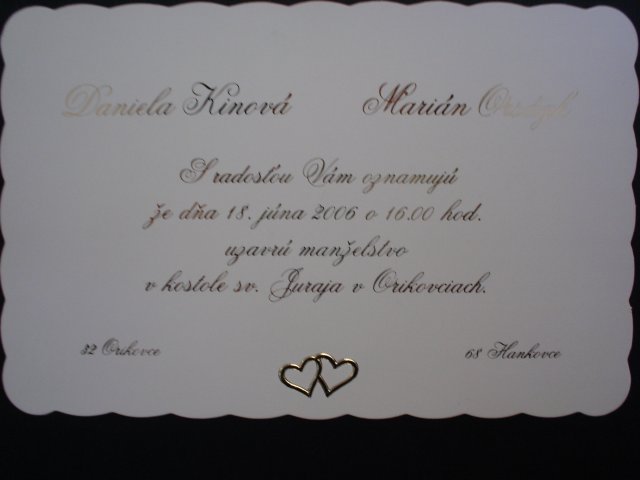 Daniela Kinová Marián
S radosťou Vám oznamujú
že dňa 18. júna 2006 o 16.00 hod.
uzavrú manželstvo
v kostole sv. Juraja v Orikovciach.
32 Orikovce 68 Hankovce